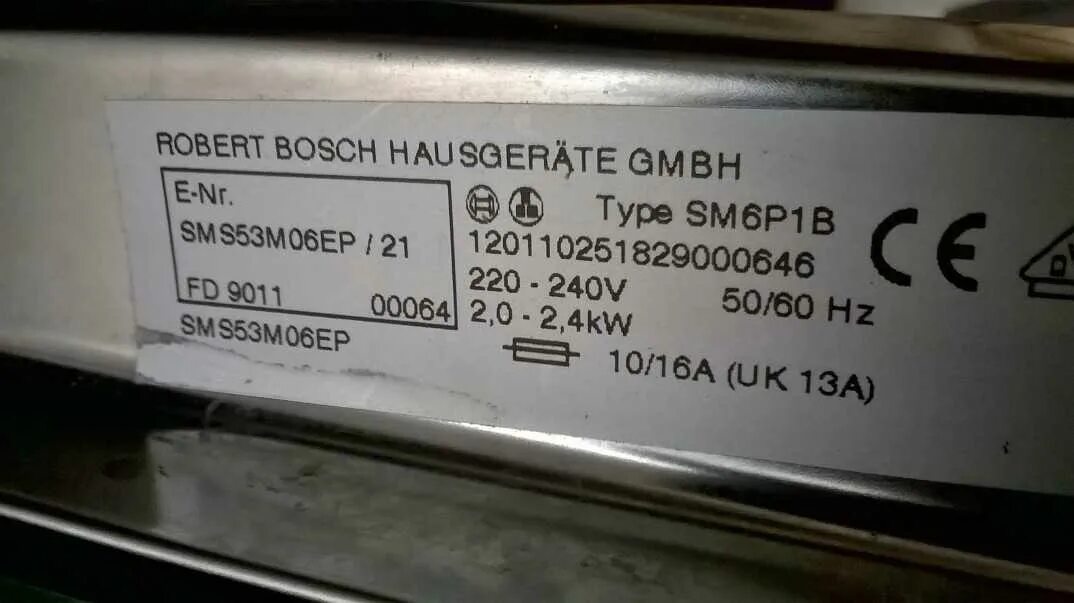 ROBERT BOSCH HAUSGERÄTE GMBH
E-Nr.
SMS53M06EP / 21
FD 9011 00064
SMS53M06EP
Type SM6P1B
120110251829000646
220 - 240V 50/60 Hz
2,0 - 2,4kW
10/16A (UK 13A)
CE